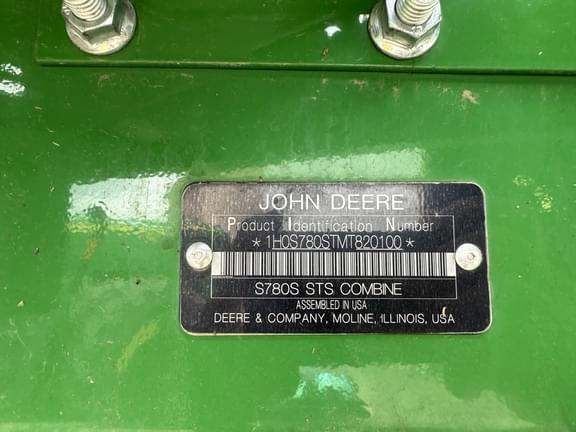 JOHN DEERE
Product Identification Number
*1H0S780STMT820100*
S780S STS COMBINE
ASSEMBLED IN USA
DEERE & COMPANY, MOLINE, ILLINOIS, USA